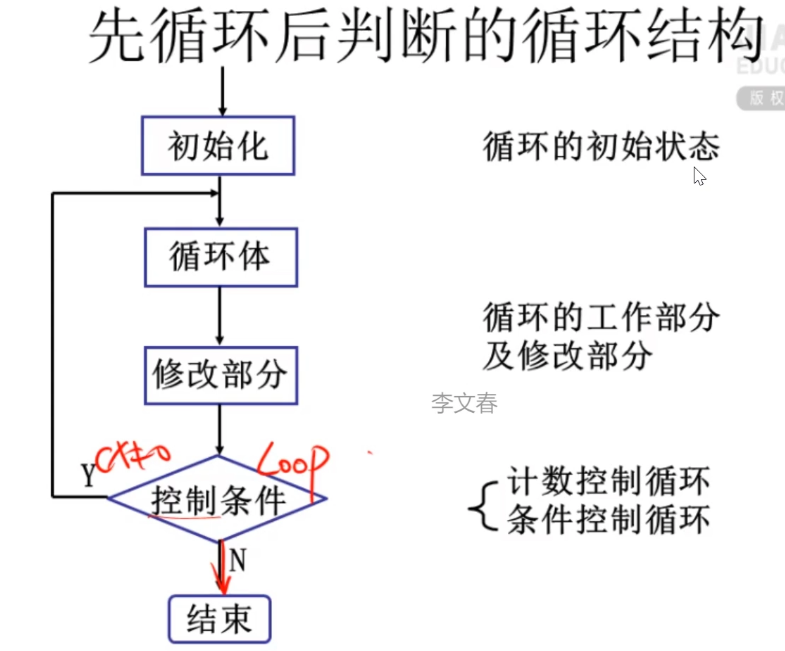 先循环后判断的循环结构
EDUC
版权
初始化
循环的初始状态
循环体
循环的工作部分
及修改部分
修改部分
李文春
Loop
Y
控制条件
计数控制循环
条件控制循环
N
结束